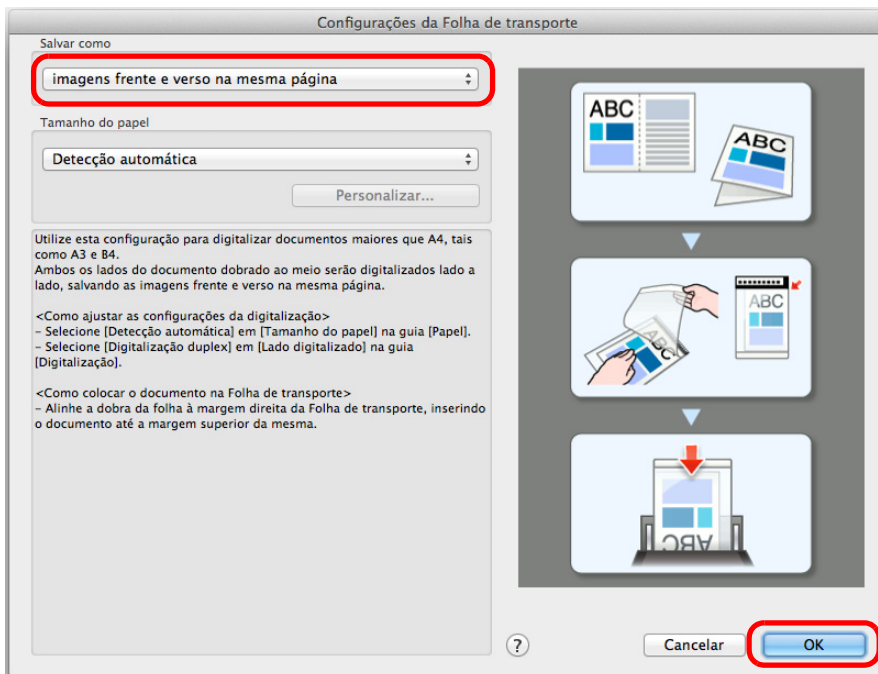 Configurações da Folha de transporte
Salvar como
imagens frente e verso na mesma página
Tamanho do papel
Detecção automática
Personalizar...
Utilize esta configuração para digitalizar documentos maiores que A4, tais
como A3 e B4.
Ambos os lados do documento dobrado ao meio serão digitalizados lado a
lado, salvando as imagens frente e verso na mesma página.
<Como ajustar as configurações da digitalização>
- Selecione [Detecção automática] em [Tamanho do papel] na guia [Papel].
- Selecione [Digitalização duplex] em [Lado digitalizado] na guia
[Digitalização].
<Como colocar o documento na Folha de transporte>
- Alinhe a dobra da folha à margem direita da Folha de transporte, inserindo
o documento até a margem superior da mesma.
ABC
ABC
ABC
ABC
ABC
?
Cancelar
OK